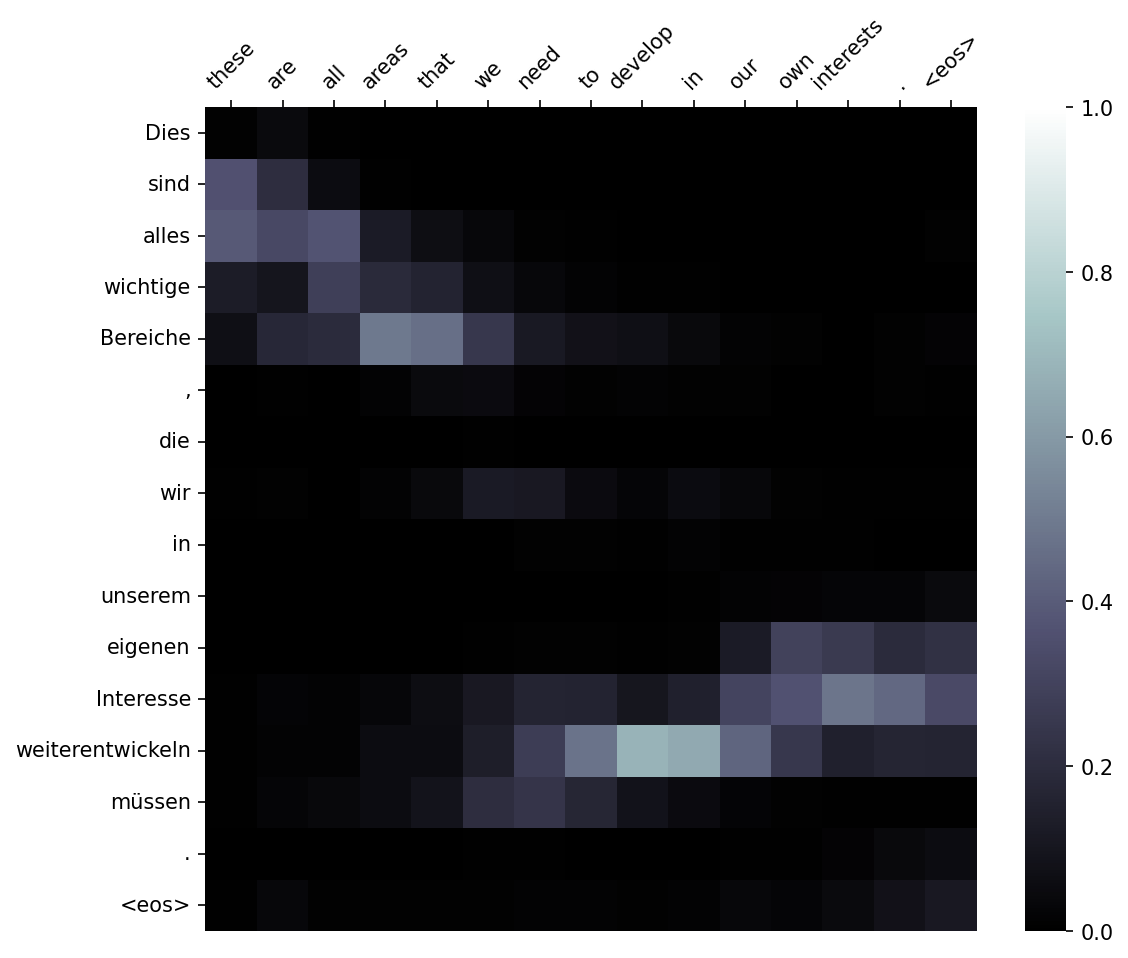 these are all areas that we need to develop in our own interests . <eos>
Dies
sind
alles
wichtige
Bereiche
,
die
wir
in
unserem
eigenen
Interesse
weiterentwickeln
müssen
.
<eos>
1.0
0.8
0.6
0.4
0.2
0.0